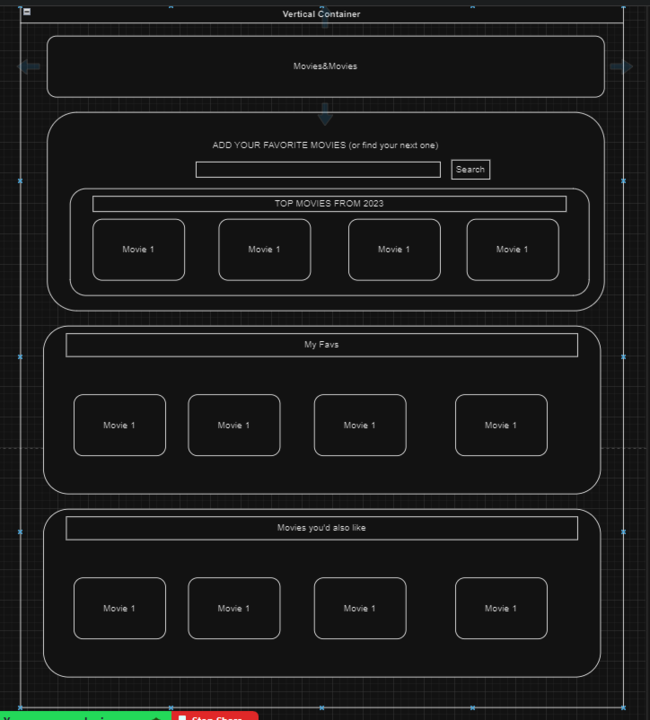 Vertical Container
Movies&Movies
ADD YOUR FAVORITE MOVIES (or find your next one)
Search
TOP MOVIES FROM 2023
Movie 1 Movie 1 Movie 1 Movie 1
My Favs
Movie 1 Movie 1 Movie 1 Movie 1
Movies you'd also like
Movie 1 Movie 1 Movie 1 Movie 1
Stop Share